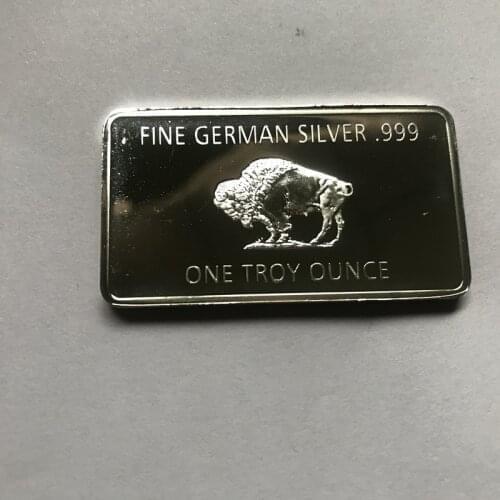 FINE GERMAN SILVER .999
ONE TROY OUNCE